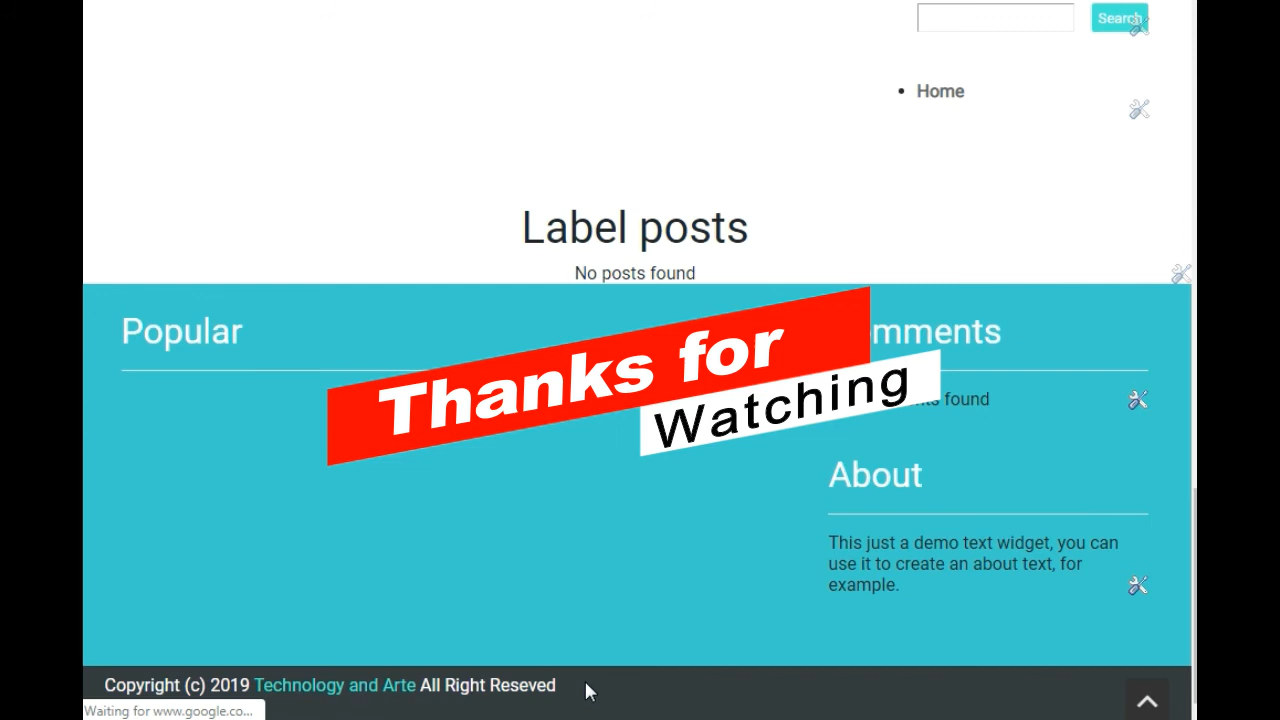 Search
Home
Label posts
No posts found
Popular
mments
Thanks for
Watching
found
About
This just a demo text widget, you can
use it to create an about text, for
example.
Copyright (c) 2019 Technology and Arte All Right Reseved
Waiting for www.google.co...